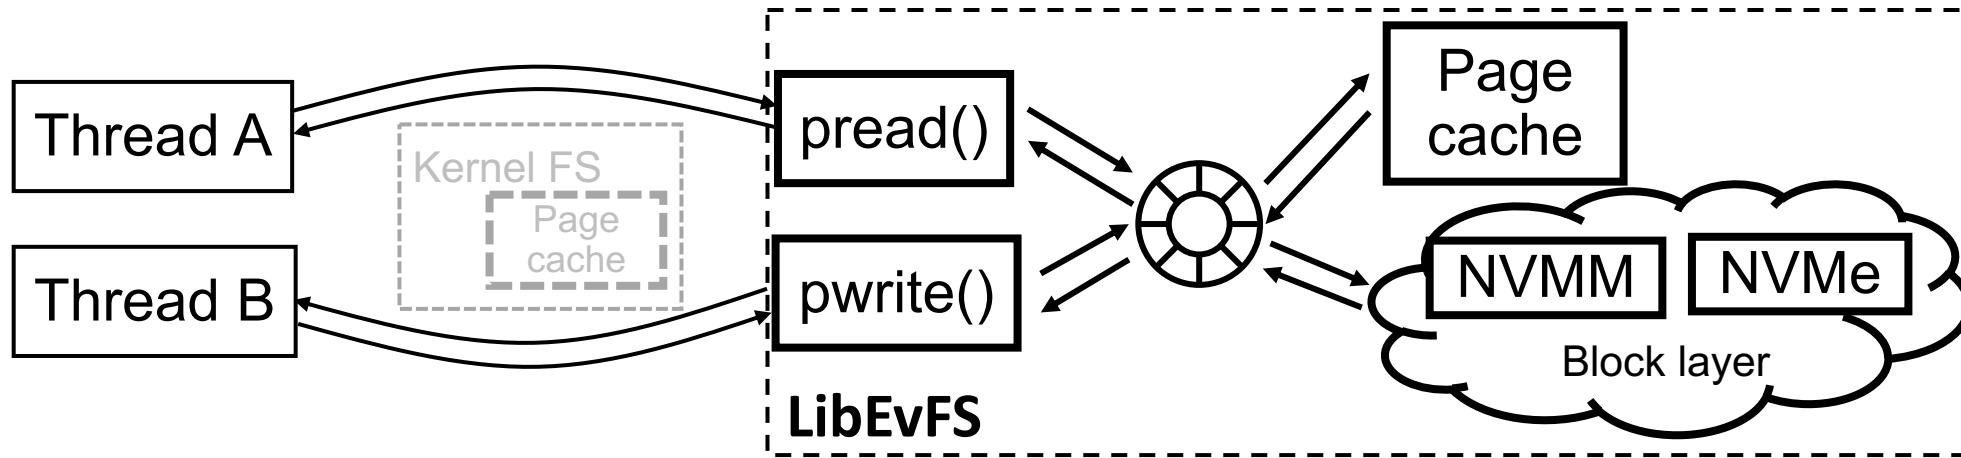 Thread A
Thread B
Kernel FS
Page
cache
pread()
pwrite()
LibEvFS
Page
cache
NVMM
NVMe
Block layer